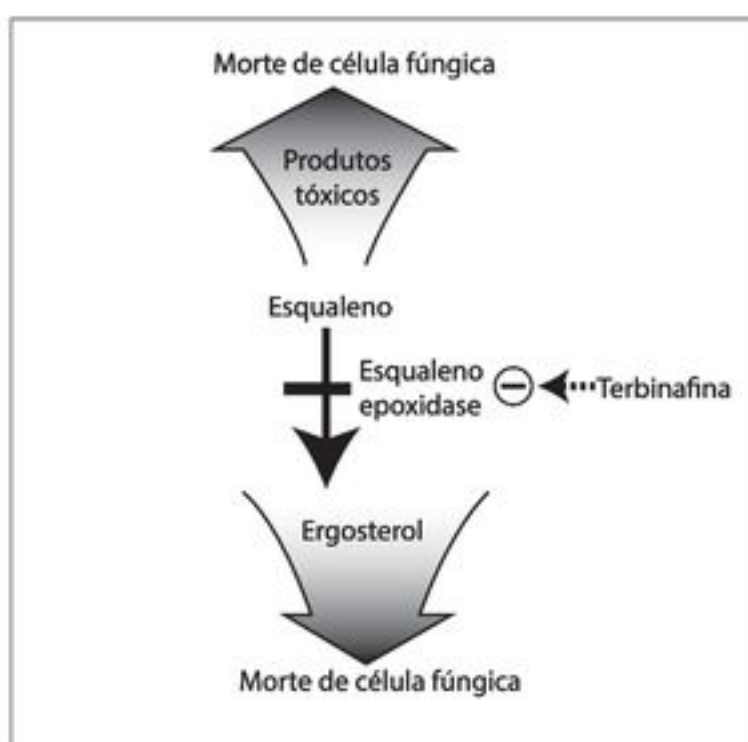 Morte de célula fúngica
Produtos
tóxicos
Esqualeno
Esqualeno
epoxidase
Terbinafina
Ergosterol
Morte de célula fúngica